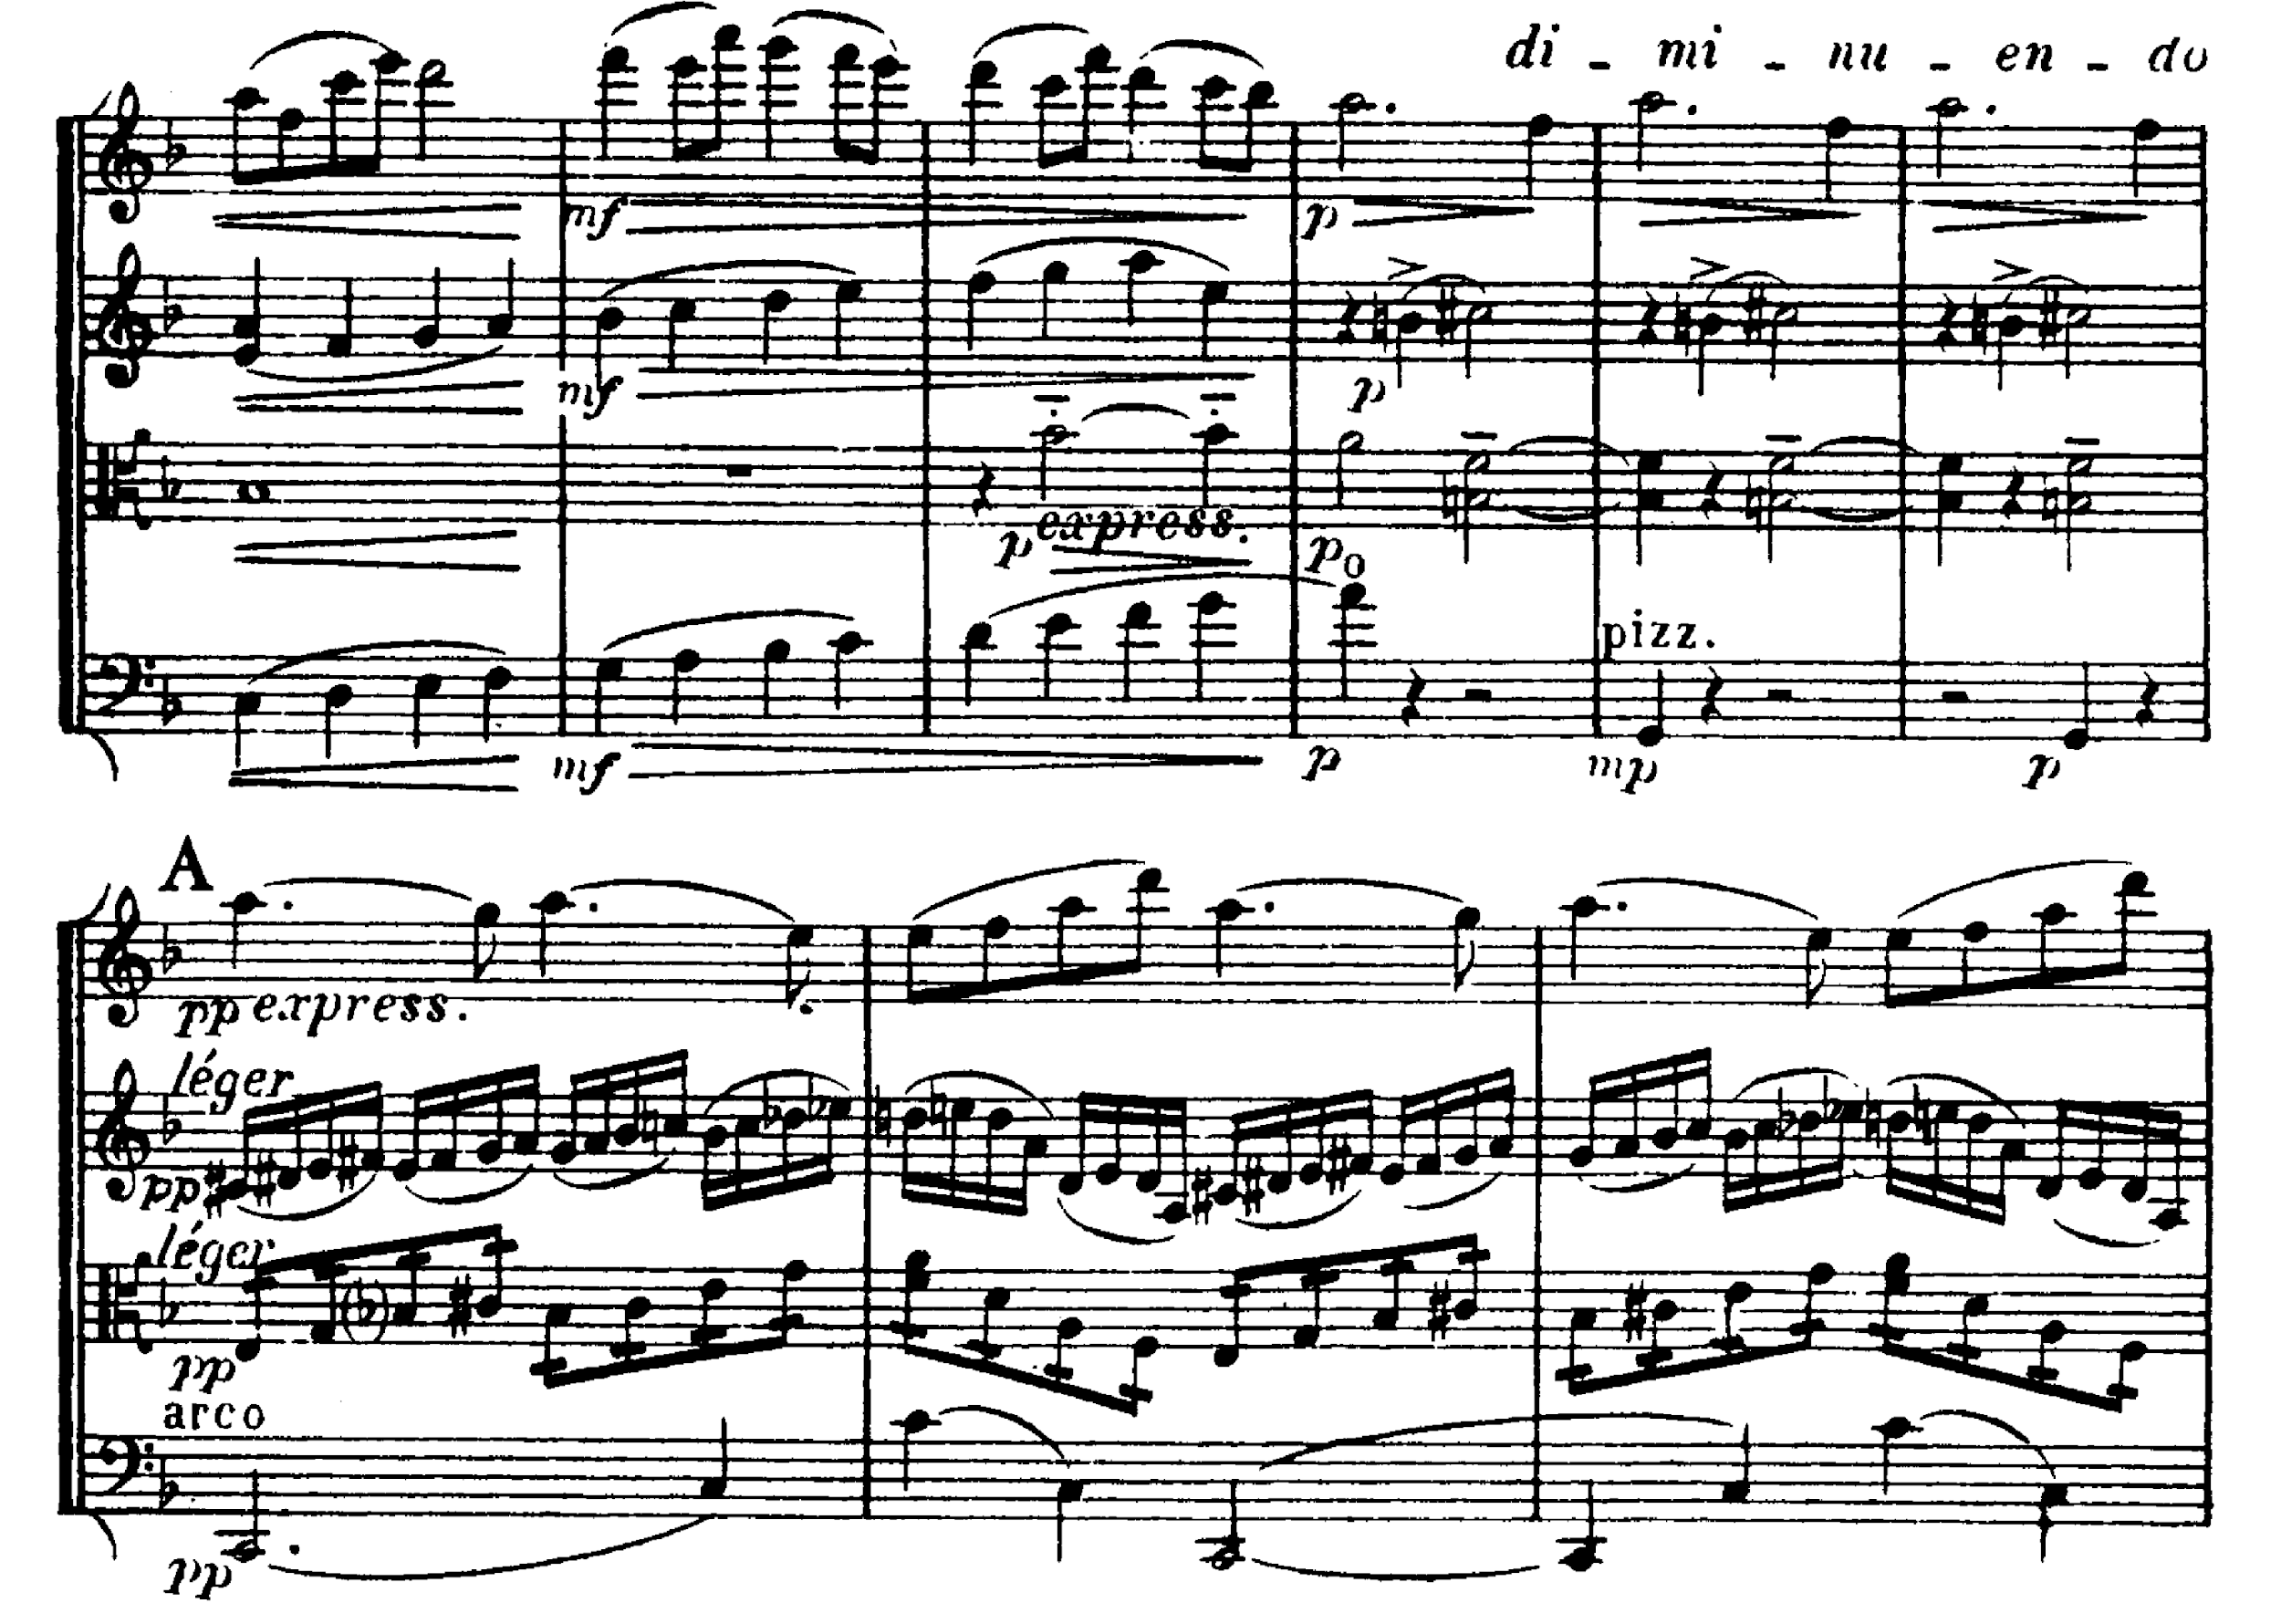 di - mi - nu - en - do
mf
p
mf
p
p express.
p
pizz.
mf
p
mp
p
A
pp express.
léger
pp
léger
pp
arco
pp